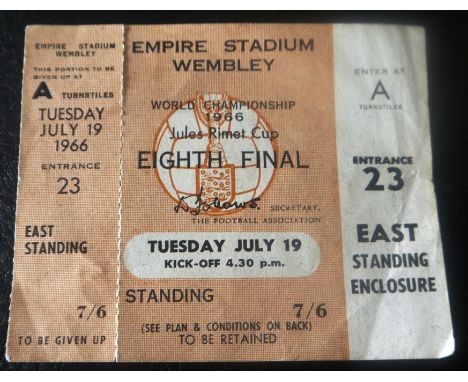 EMPIRE STADIUM
WEMBLEY
THIS PORTION TO BE
GIVEN UP AT
A TURNSTILES
TUESDAY
JULY 19
1966
ENTRANCE
23
EAST
STANDING
7/6
TO BE GIVEN UP
EMPIRE STADIUM
WEMBLEY
WORLD CHAMPIONSHIP
1966
Jules Rimet Cup
EIGHTH FINAL
SECRETARY,
THE FOOTBALL ASSOCIATION
TUESDAY JULY 19
KICK-OFF 4.30 p.m.
STANDING
7/6
(SEE PLAN & CONDITIONS ON BACK)
TO BE RETAINED
ENTER AT
A
TURNSTILES
ENTRANCE
23
EAST
STANDING
ENCLOSURE